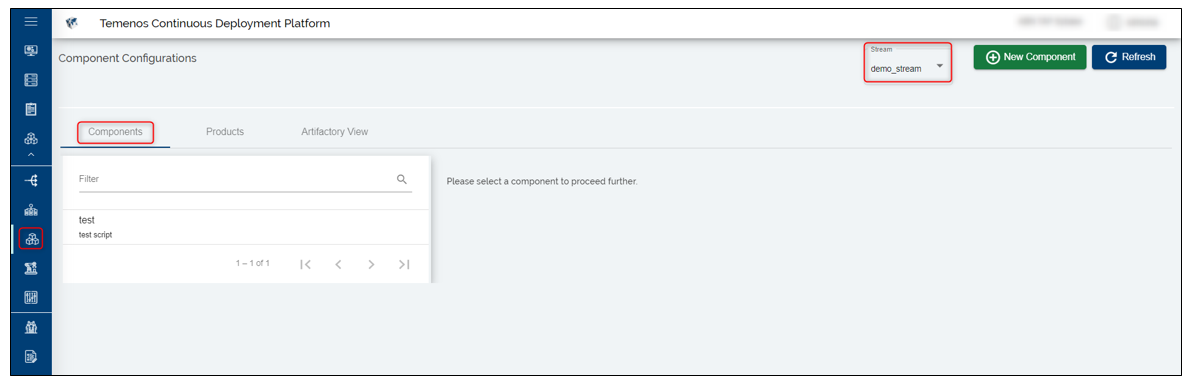 Temenos Continuous Deployment Platform
Component Configurations
Stream
demo_stream
New Component
Refresh
Components
Products
Artifactory View
Filter
Please select a component to proceed further.
test
test script
1 – 1 of 1